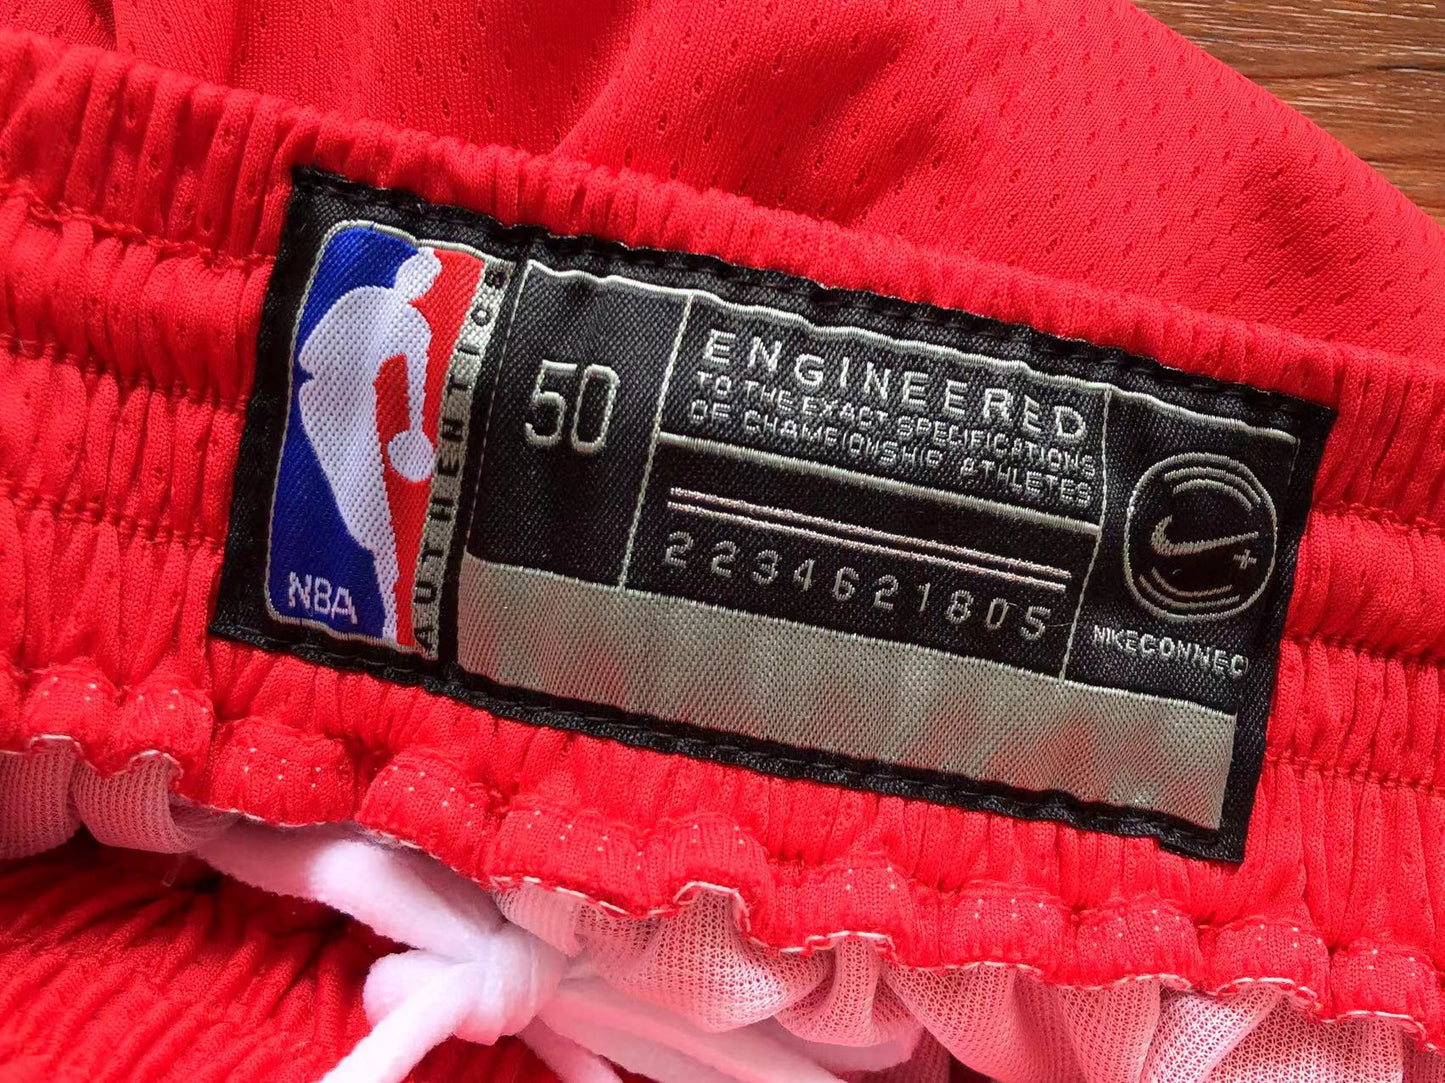 NBA
AUTHENTICS
50
ENGINEERED
TO THE EXACT SPECIFICATIONS
OF CHAMPIONSHIP ATHLETES
2234621805
NIKECONNEC